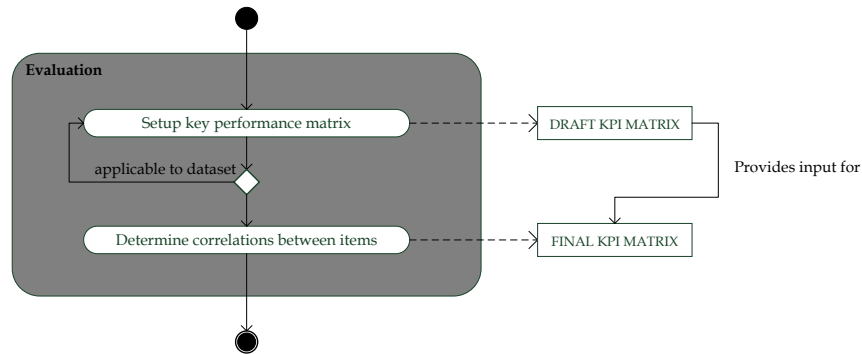 Evaluation
Setup key performance matrix
DRAFT KPI MATRIX
applicable to dataset
Provides input for
Determine correlations between items
FINAL KPI MATRIX